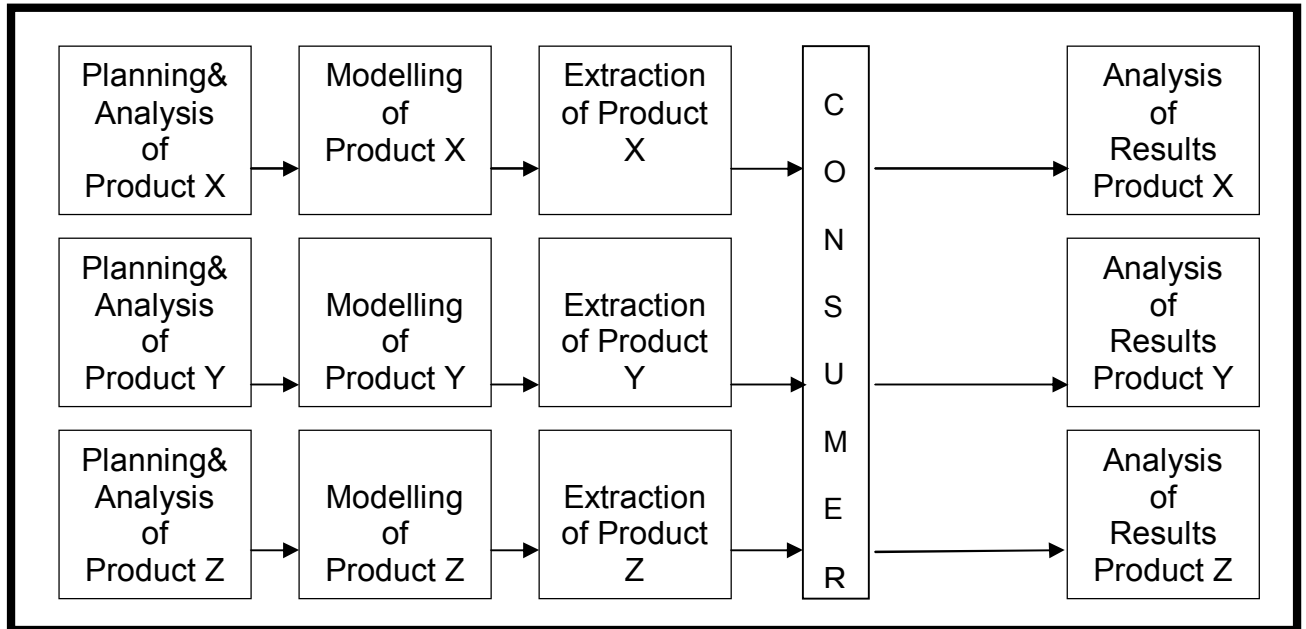 Planning&
Analysis
of
Product X
Modelling
of
Product X
Extraction
of Product
X
C
O
N
S
U
M
E
R
Analysis
of
Results
Product X
Planning&
Analysis
of
Product Y
Modelling
of
Product Y
Extraction
of Product
Y
Analysis
of
Results
Product Y
Planning&
Analysis
of
Product Z
Modelling
of
Product Z
Extraction
of Product
Z
Analysis
of
Results
Product Z